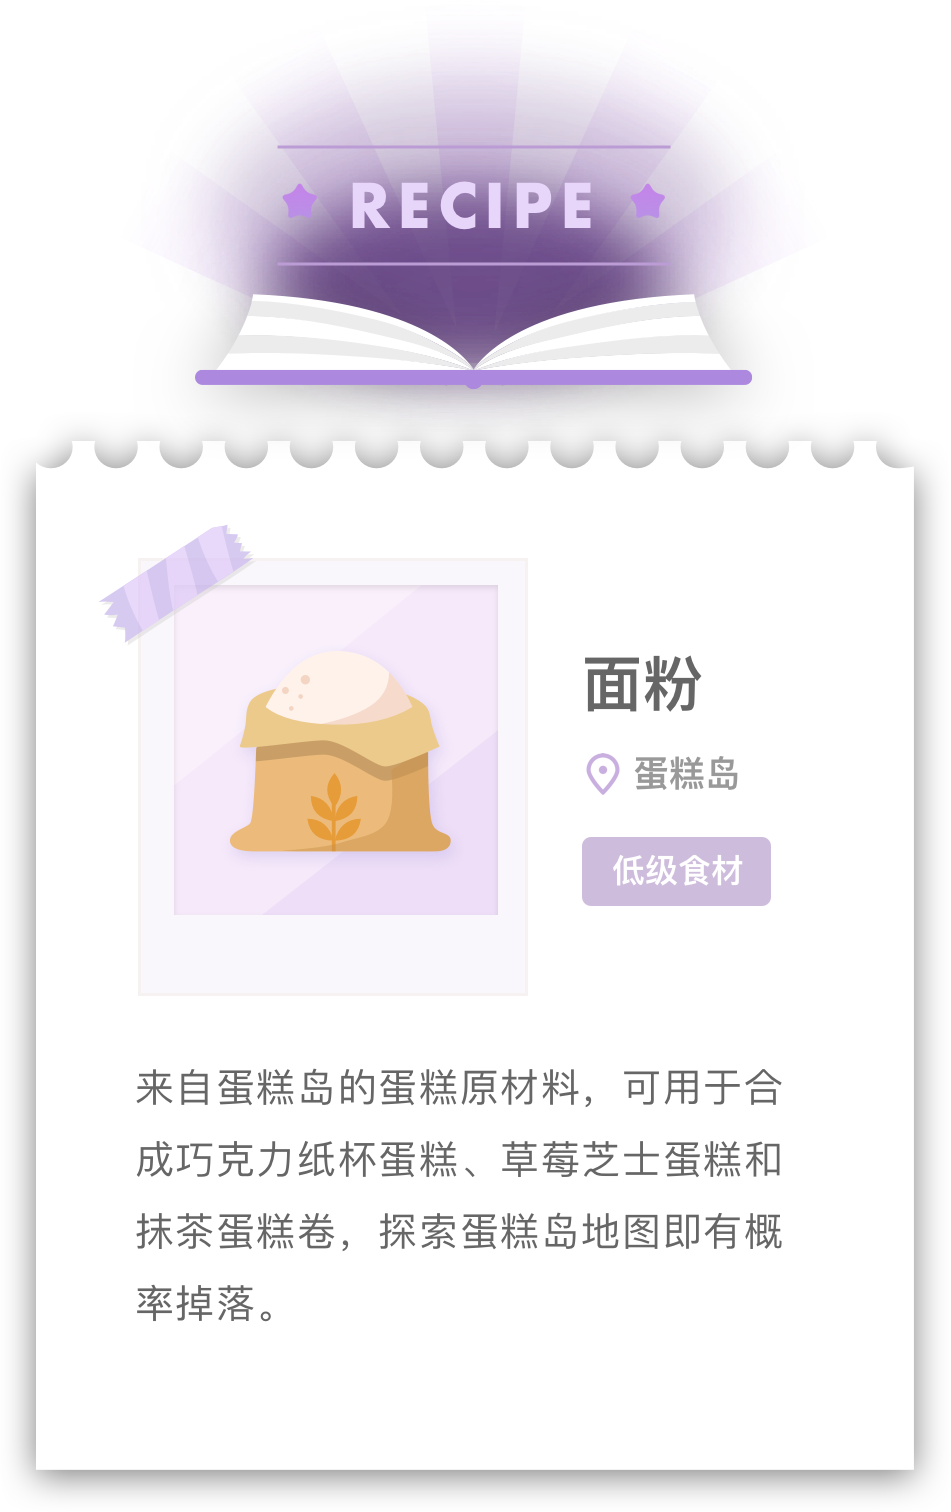 RECIPE
面粉
蛋糕岛
低级食材
来自蛋糕岛的蛋糕原材料，可用于合
成巧克力纸杯蛋糕、草莓芝士蛋糕和
抹茶蛋糕卷，探索蛋糕岛地图即有概
率掉落。